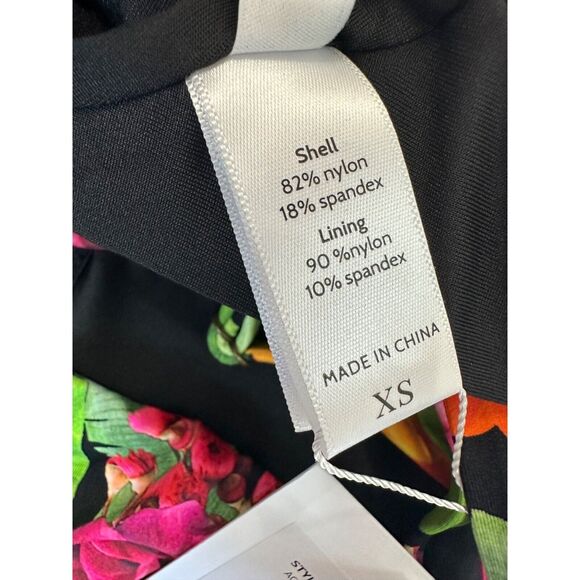 Shell
82% nylon
18% spandex
Lining
90 %nylon
10% spandex
MADE IN CHINA
XS